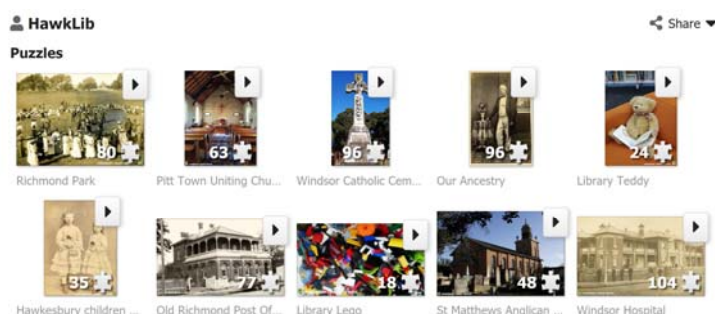 HawkLib
Share
Puzzles
80
63
96
96
24
Richmond Park
Pitt Town Uniting Chu...
Windsor Catholic Cem...
Our Ancestry
Library Teddy
35
77
18
48
104
Hawkesbury children ...
Old Richmond Post Of...
Library Lego
St Matthews Anglican ...
Windsor Hospital